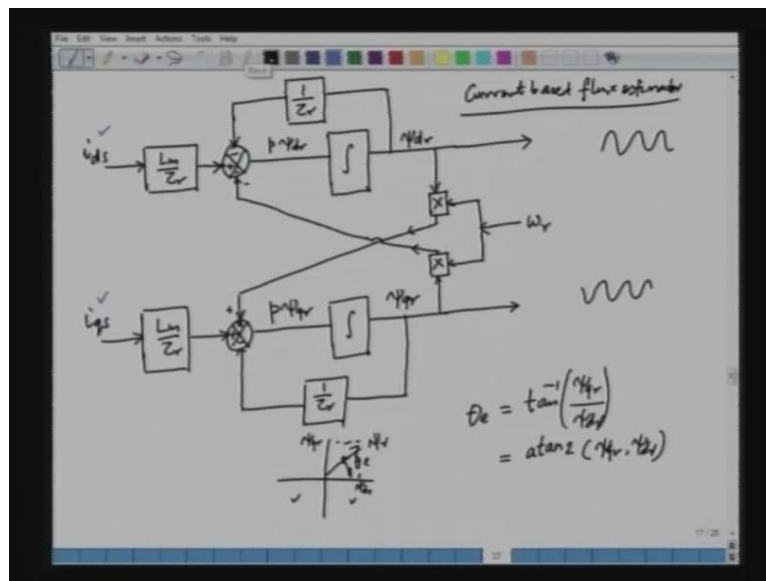 File Edit View Insert Actions Tools Help
Current based flux estimator
1/τr
ids
Lm/τr
pψdr
∫
ψdr
X
ωr
X
iqs
Lm/τr
pψqr
∫
ψqr
1/τr
θe = tan⁻¹(ψqr/ψdr)
= atan2 (ψqr, ψdr)
ψqr ψr
θe
ψdr
17/28